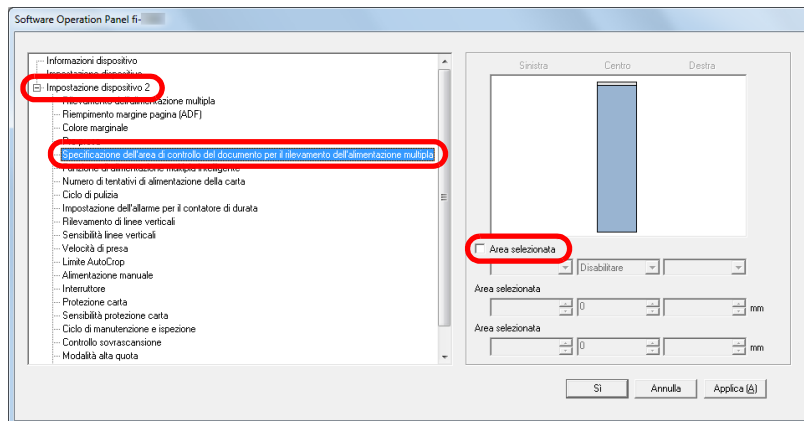 Software Operation Panel fi-
Informazioni dispositivo
Impostazione dispositivo
Impostazione dispositivo 2
Rilevamento dell'alimentazione multipla
Riempimento margine pagina (ADF)
Colore marginale
Specificazione dell'area di controllo del documento per il rilevamento dell'alimentazione multipla
Funzione di alimentazione multipla intelligente
Numero di tentativi di alimentazione della carta
Ciclo di pulizia
Impostazione dell'allarme per il contatore di durata
Rilevamento di linee verticali
Sensibilità linee verticali
Velocità di presa
Limite AutoCrop
Alimentazione manuale
Interruttore
Protezione carta
Sensibilità protezione carta
Ciclo di manutenzione e ispezione
Controllo sovrascansione
Modalità alta quota
Sinistra Centro Destra
Area selezionata
Disabilitare
Area selezionata
0 mm
Area selezionata
0 mm
Sì Annulla Applica (A)